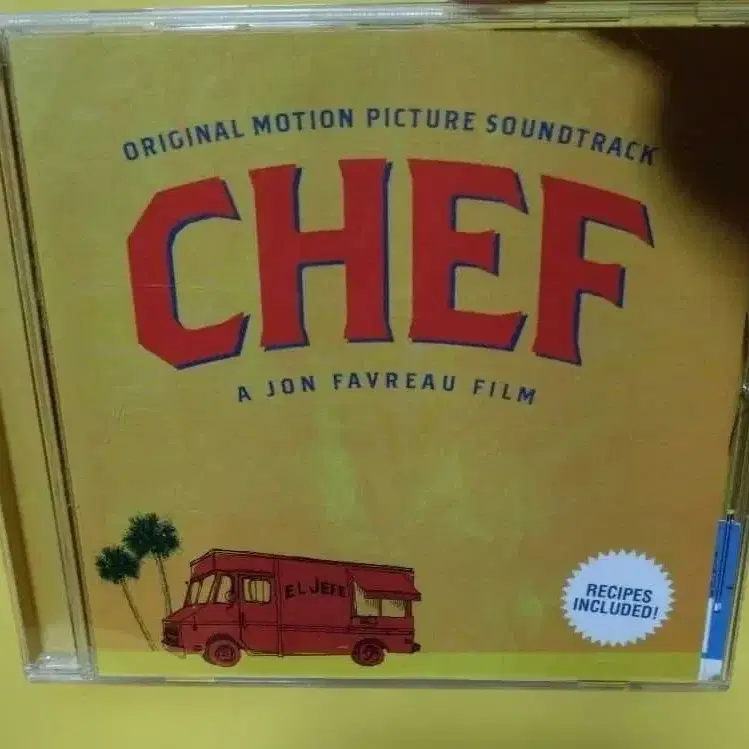 ORIGINAL MOTION PICTURE SOUNDTRACK
CHEF
A JON FAVREAU FILM
EL JEFE
RECIPES
INCLUDED!